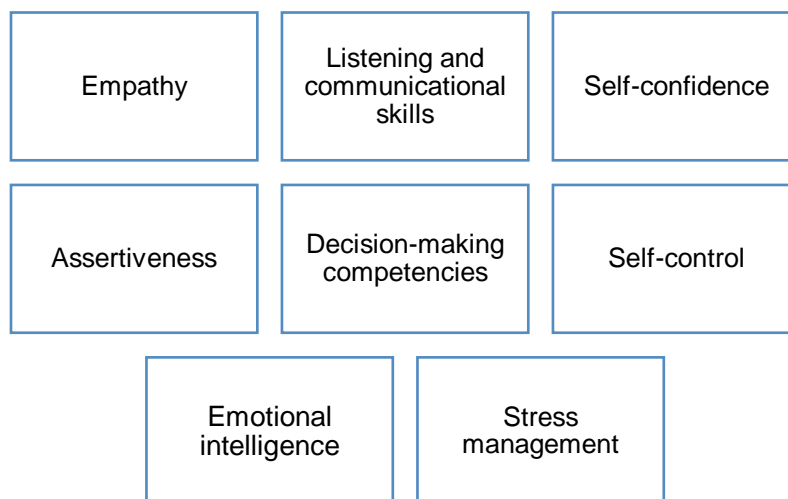 Empathy
Listening and
communicational
skills
Self-confidence
Assertiveness
Decision-making
competencies
Self-control
Emotional
intelligence
Stress
management